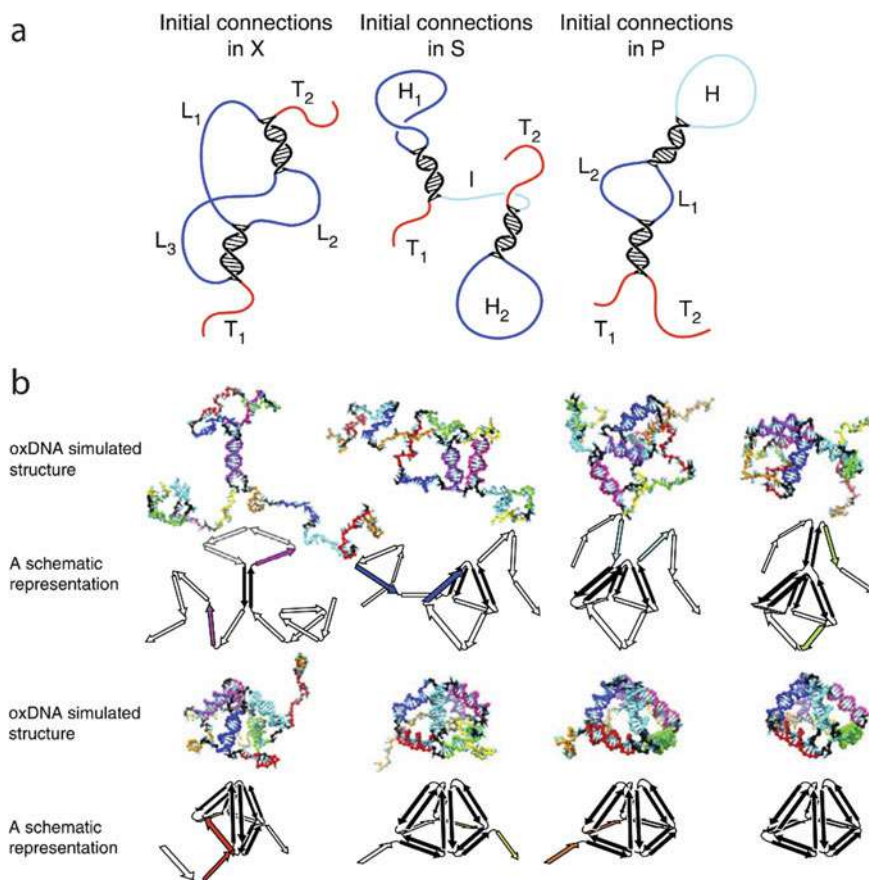 a
Initial connections
in X
Initial connections
in S
Initial connections
in P
L1
T2
L3
L2
T1
H1
T2
I
T1
H2
H
L2
L1
T1
T2
b
oxDNA simulated
structure
A schematic
representation
oxDNA simulated
structure
A schematic
representation